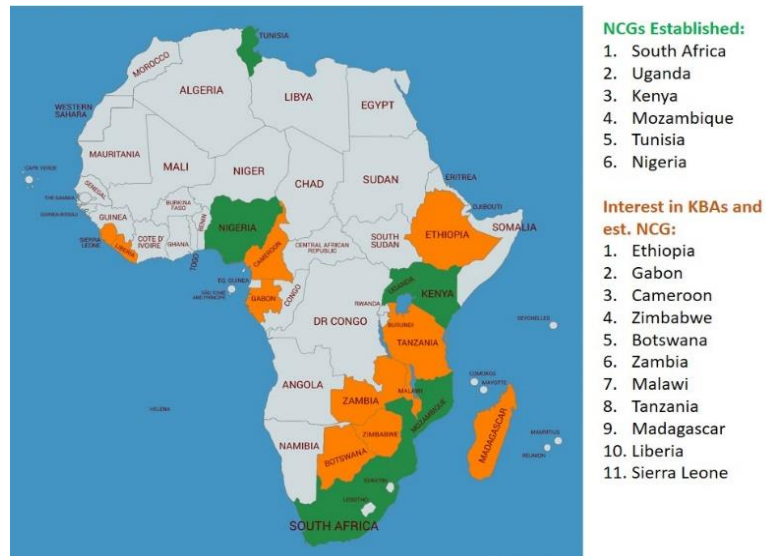 TUNISIA
MOROCCO
ALGERIA
LIBYA
EGYPT
WESTERN
SAHARA
CAPE VERDE
MAURITANIA
MALI
NIGER
CHAD
SUDAN
ERITREA
SENEGAL
THE GAMBIA
GUINEA-BISSAU
GUINEA
BURKINA
FASO
BENIN
NIGERIA
DJIBOUTI
SOMALIA
ETHIOPIA
SIERRA
LEONE
LIBERIA
COTE D'
IVOIRE
GHANA
TOGO
CAMEROON
CENTRAL AFRICAN
REPUBLIC
SOUTH
SUDAN
EQ. GUINEA
SAO TOME
AND PRINCIPE
GABON
CONGO
DR CONGO
UGANDA
KENYA
RWANDA
BURUNDI
TANZANIA
SEYCHELLES
COMOROS
MAYOTTE
ANGOLA
ZAMBIA
MALAWI
MOZAMBIQUE
HELENA
NAMIBIA
BOTSWANA
ZIMBABWE
MADAGASCAR
MAURITIUS
REUNION
LESOTHO
SOUTH AFRICA
NCGs Established:
1. South Africa
2. Uganda
3. Kenya
4. Mozambique
5. Tunisia
6. Nigeria
Interest in KBAs and
est. NCG:
1. Ethiopia
2. Gabon
3. Cameroon
4. Zimbabwe
5. Botswana
6. Zambia
7. Malawi
8. Tanzania
9. Madagascar
10. Liberia
11. Sierra Leone